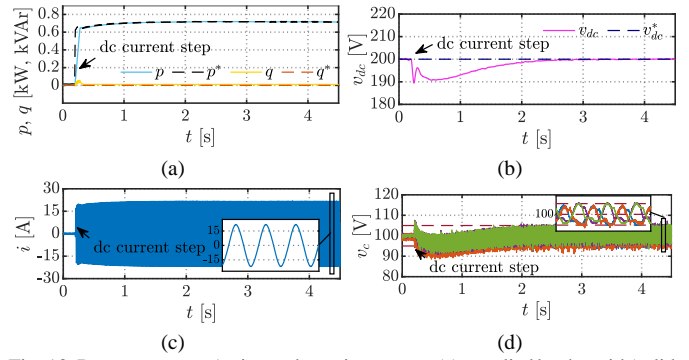 0.8
0.6
0.4
0.2
0
p, q [kW, kVAr]
dc current step
p p* q q*
0 1 2 3 4
t [s]
(a)
220
210
200
190
180
v_dc [V]
v_dc v*_dc
dc current step
0 1 2 3 4
t [s]
(b)
30
15
0
-15
-30
i [A]
dc current step
15
0
-15
0 1 2 3 4
t [s]
(c)
120
110
100
90
80
v_c [V]
100
dc current step
0 1 2 3 4
t [s]
(d)